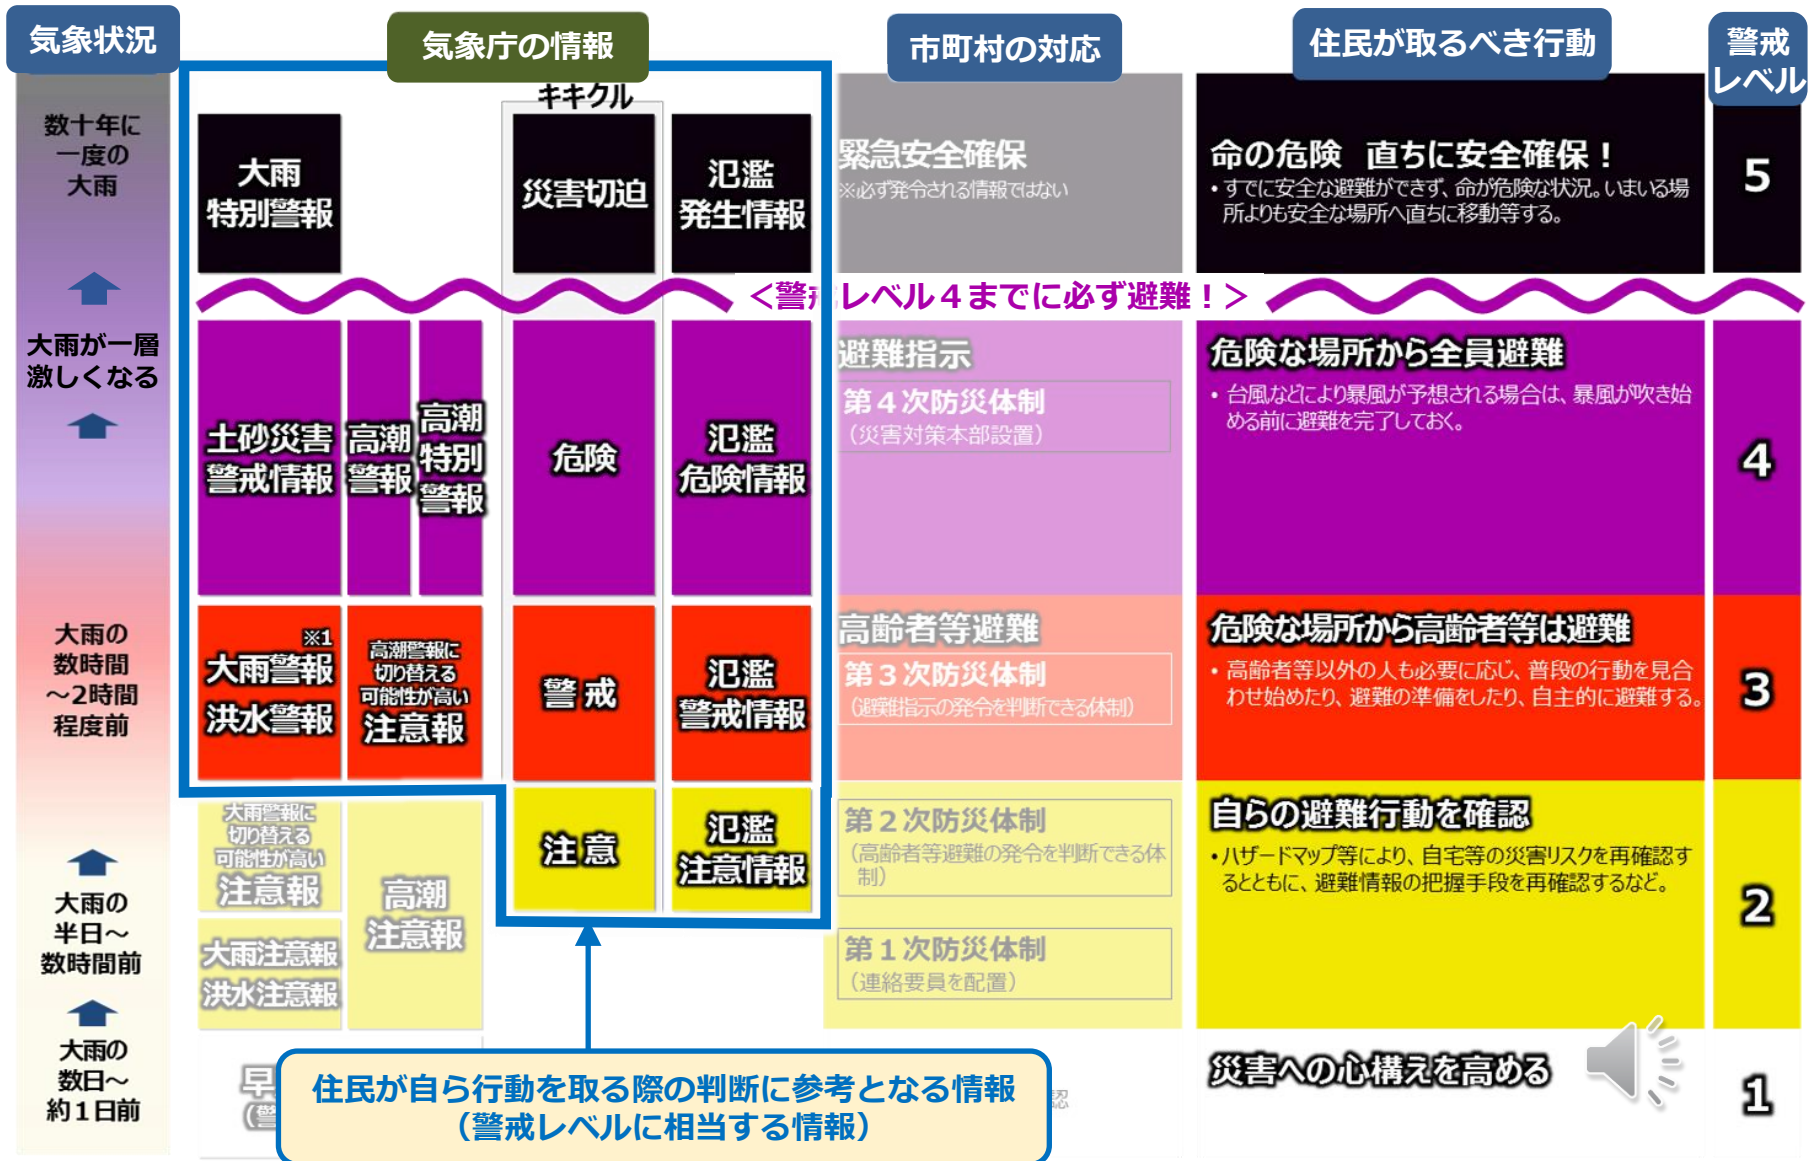 気象状況
気象庁の情報
市町村の対応
住民が取るべき行動
警戒
レベル
数十年に
一度の
大雨
キキクル
大雨
特別警報
災害切迫
氾濫
発生情報
緊急安全確保
※必ず発令される情報ではない
命の危険 直ちに安全確保！
・すでに安全な避難ができず、命が危険な状況。いまいる場
所よりも安全な場所へ直ちに移動等する。
5
<警戒レベル４までに必ず避難！>
大雨が一層
激しくなる
土砂災害
警戒情報
高潮
警報
高潮
特別
警報
危険
氾濫
危険情報
避難指示
第４次防災体制
（災害対策本部設置）
危険な場所から全員避難
・台風などにより暴風が予想される場合は、暴風が吹き始
める前に避難を完了しておく。
4
大雨の
数時間
～2時間
程度前
※1
大雨警報
洪水警報
高潮警報に
切り替える
可能性が高い
注意報
警戒
氾濫
警戒情報
高齢者等避難
第３次防災体制
（避難指示の発令を判断できる体制）
危険な場所から高齢者等は避難
・高齢者等以外の人も必要に応じ、普段の行動を見合
わせ始めたり、避難の準備をしたり、自主的に避難する。
3
大雨の
半日～
数時間前
大雨警報に
切り替える
可能性が高い
注意報
大雨注意報
洪水注意報
高潮
注意報
注意
氾濫
注意情報
第２次防災体制
（高齢者等避難の発令を判断できる体
制）
第１次防災体制
（連絡要員を配置）
自らの避難行動を確認
・ハザードマップ等により、自宅等の災害リスクを再確認す
るとともに、避難情報の把握手段を再確認するなど。
2
大雨の
数日～
約１日前
早
（警
住民が自ら行動を取る際の判断に参考となる情報
（警戒レベルに相当する情報）
災害への心構えを高める
1